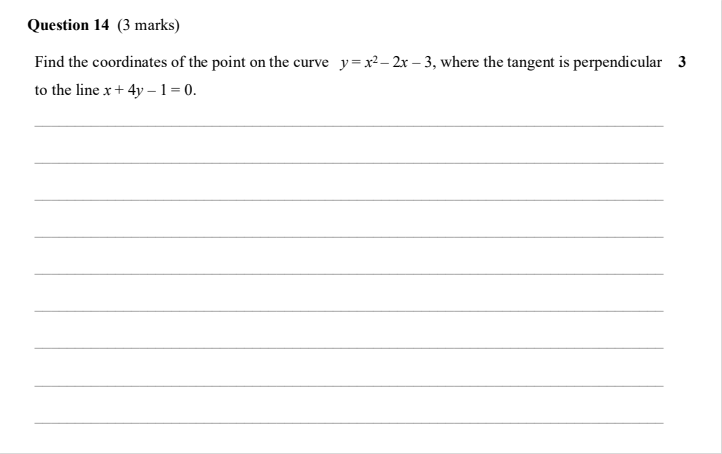 Question 14 (3 marks)
Find the coordinates of the point on the curve y = x² – 2x – 3, where the tangent is perpendicular 3
to the line x + 4y – 1 = 0.